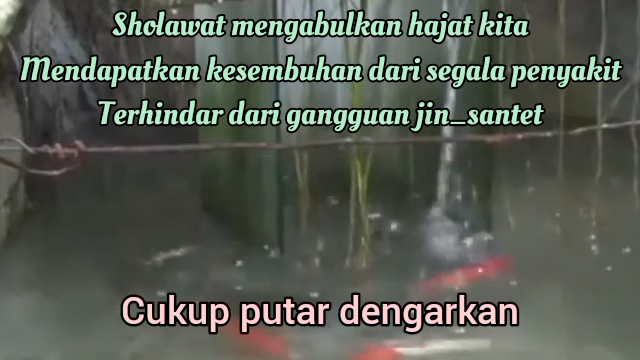 Sholawat mengabulkan hajat kita
Mendapatkan kesembuhan dari segala penyakit
Terhindar dari gangguan jin_santet
Cukup putar dengarkan